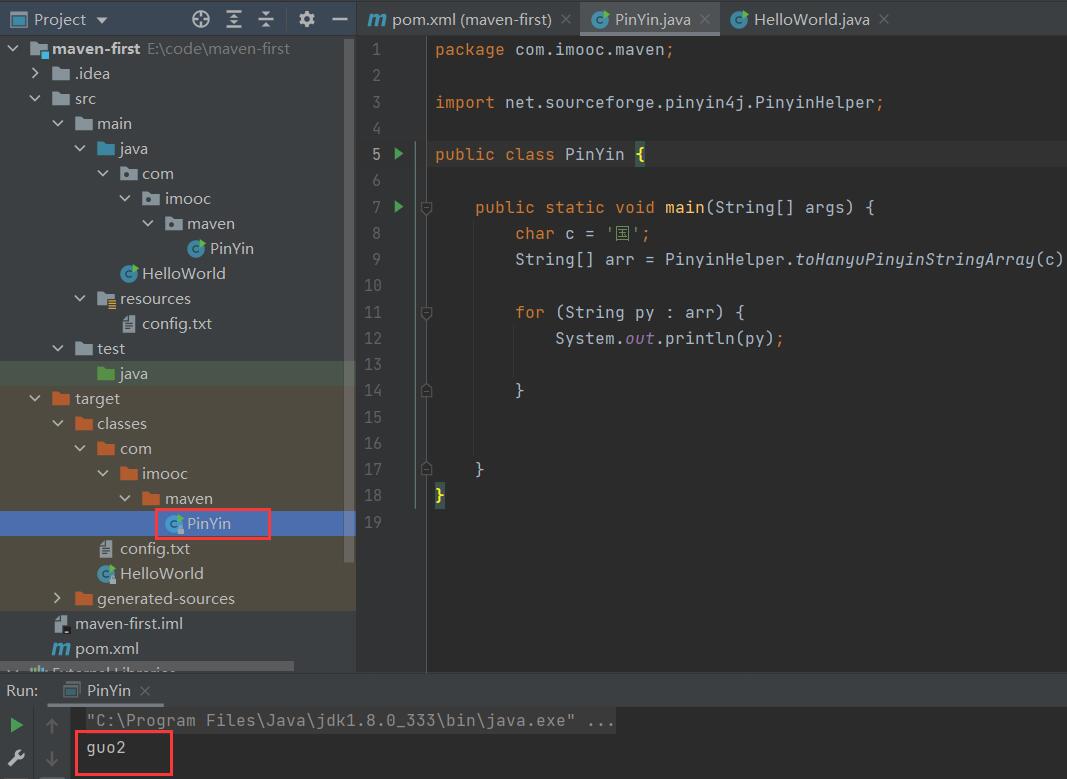 Project
maven-first E:\code\maven-first
.idea
src
main
java
com
imooc
maven
PinYin
HelloWorld
resources
config.txt
test
java
target
classes
com
imooc
maven
PinYin
config.txt
HelloWorld
generated-sources
maven-first.iml
pom.xml
External Libraries
pom.xml (maven-first) PinYin.java HelloWorld.java
1 package com.imooc.maven;
2
3 import net.sourceforge.pinyin4j.PinyinHelper;
4
5 public class PinYin {
6
7 public static void main(String[] args) {
8 char c = '国';
9 String[] arr = PinyinHelper.toHanyuPinyinStringArray(c)
10
11 for (String py : arr) {
12 System.out.println(py);
13
14 }
15
16
17 }
18 }
19
Run: PinYin
"C:\Program Files\Java\jdk1.8.0_333\bin\java.exe" ...
guo2